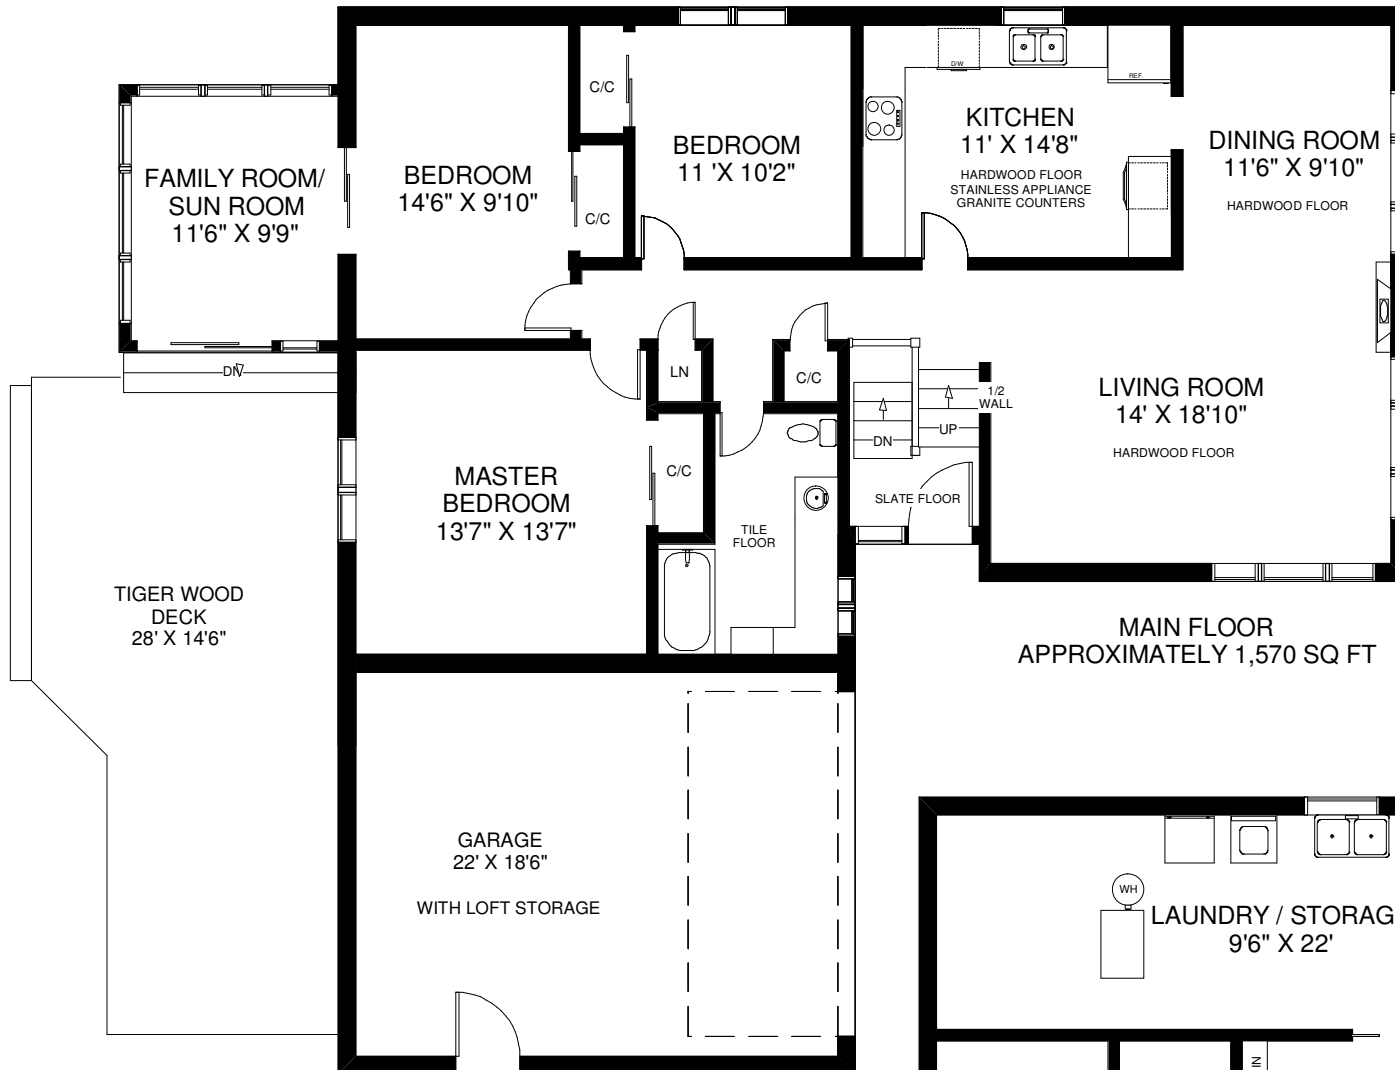 C/C
D/W
REF.
KITCHEN
11' X 14'8"
HARDWOOD FLOOR
STAINLESS APPLIANCE
GRANITE COUNTERS
DINING ROOM
11'6" X 9'10"
HARDWOOD FLOOR
BEDROOM
11 'X 10'2"
FAMILY ROOM/
SUN ROOM
11'6" X 9'9"
BEDROOM
14'6" X 9'10"
C/C
DN
LN
C/C
1/2
WALL
LIVING ROOM
14' X 18'10"
HARDWOOD FLOOR
DN
UP
MASTER
BEDROOM
13'7" X 13'7"
C/C
SLATE FLOOR
TILE
FLOOR
TIGER WOOD
DECK
28' X 14'6"
MAIN FLOOR
APPROXIMATELY 1,570 SQ FT
GARAGE
22' X 18'6"
WITH LOFT STORAGE
WH
LAUNDRY / STORAG
9'6" X 22'
IN